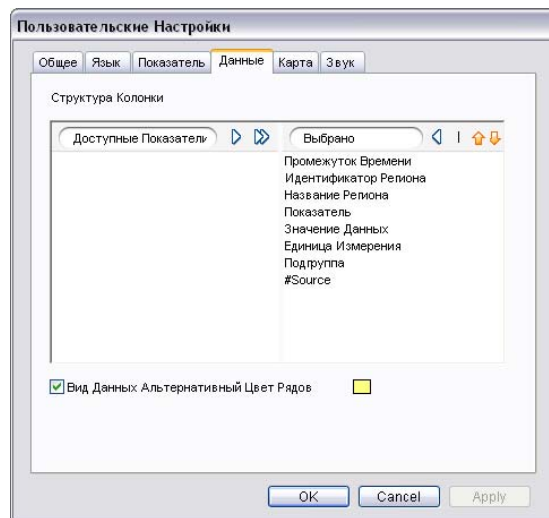 Пользовательские Настройки
Общее Язык Показатель Данные Карта Звук
Структура Колонки
Доступные Показатели Выбрано
Промежуток Времени
Идентификатор Региона
Название Региона
Показатель
Значение Данных
Единица Измерения
Подгруппа
#Source
Вид Данных Альтернативный Цвет Рядов
OK Cancel Apply